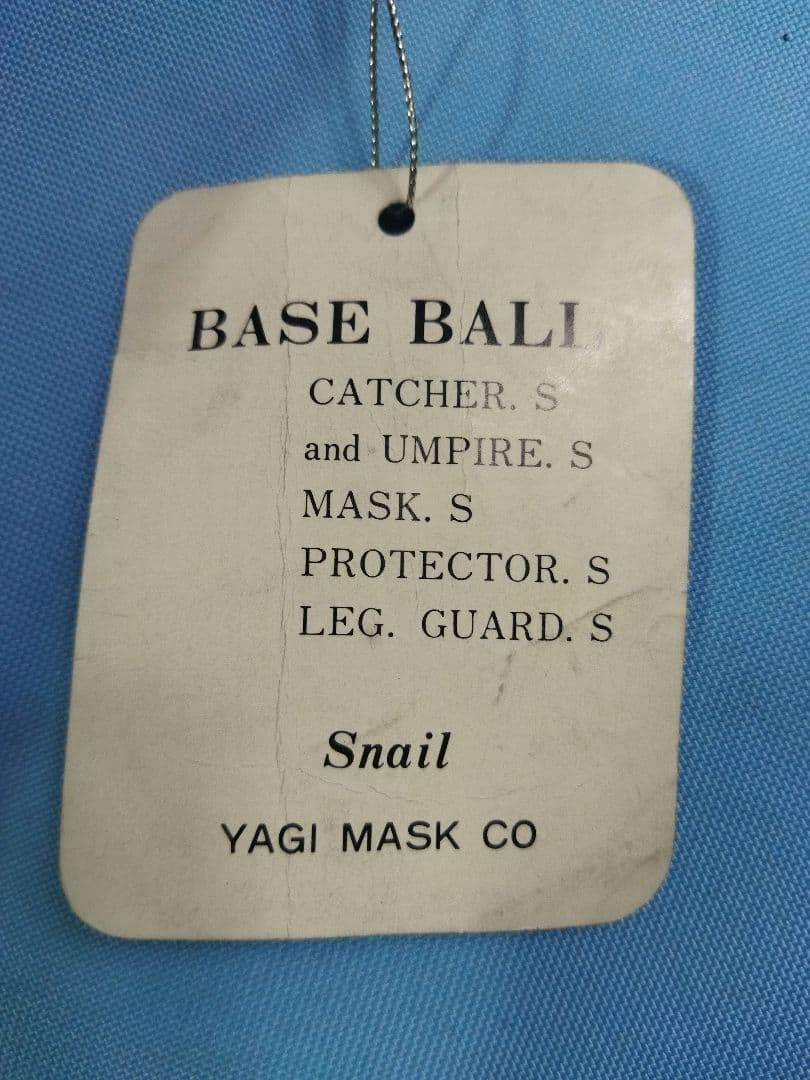 BASE BALL
CATCHER. S
and UMPIRE. S
MASK. S
PROTECTOR. S
LEG. GUARD. S
Snail
YAGI MASK CO